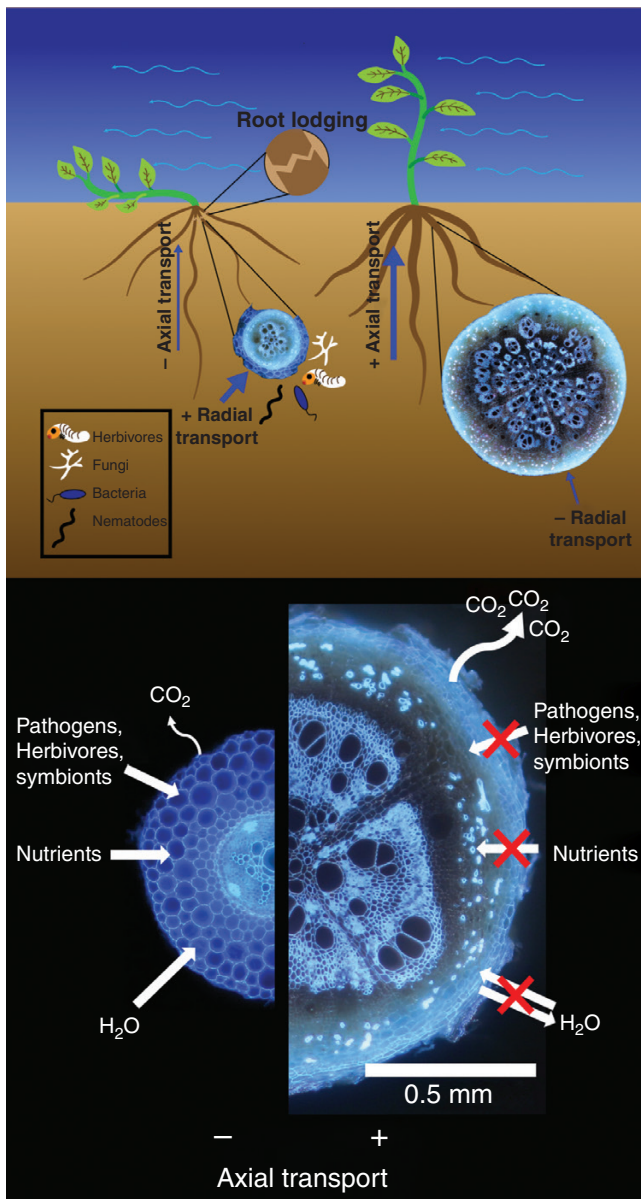 Root lodging
– Axial transport
+ Axial transport
+ Radial
transport
– Radial
transport
Herbivores
Fungi
Bacteria
Nematodes
CO₂
Pathogens,
Herbivores,
symbionts
Nutrients
H₂O
CO₂ CO₂
CO₂
Pathogens,
Herbivores,
symbionts
Nutrients
H₂O
0.5 mm
– +
Axial transport